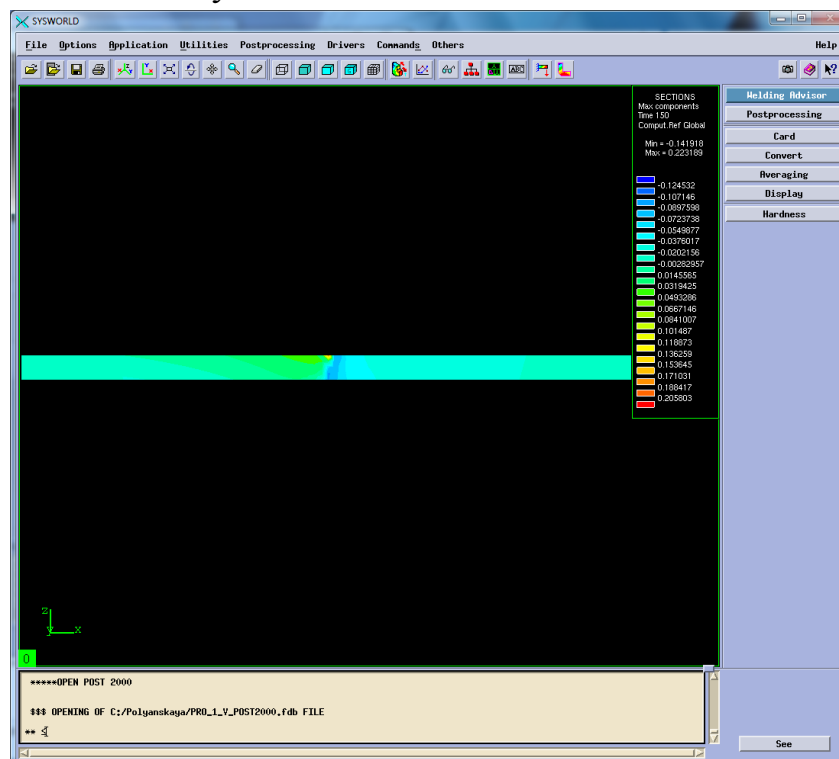 SYSWORLD
File Options Application Utilities Postprocessing Drivers Commands Others Help
SECTIONS
Max components
Time 150
Comput.Ref Global
Min = -0.141918
Max = 0.223189
-0.124532
-0.107146
-0.0897598
-0.0723738
-0.0549877
-0.0376017
-0.0202156
-0.00282957
0.0145565
0.0319425
0.0493286
0.0667146
0.0841007
0.101487
0.118873
0.136259
0.153645
0.171031
0.188417
0.205803
Welding Advisor
Postprocessing
Card
Convert
Averaging
Display
Hardness
z
y x
0
*****OPEN POST 2000
$$$ OPENING OF C:/Polyanskaya/PRO_1_V_POST2000.fdb FILE
**
See